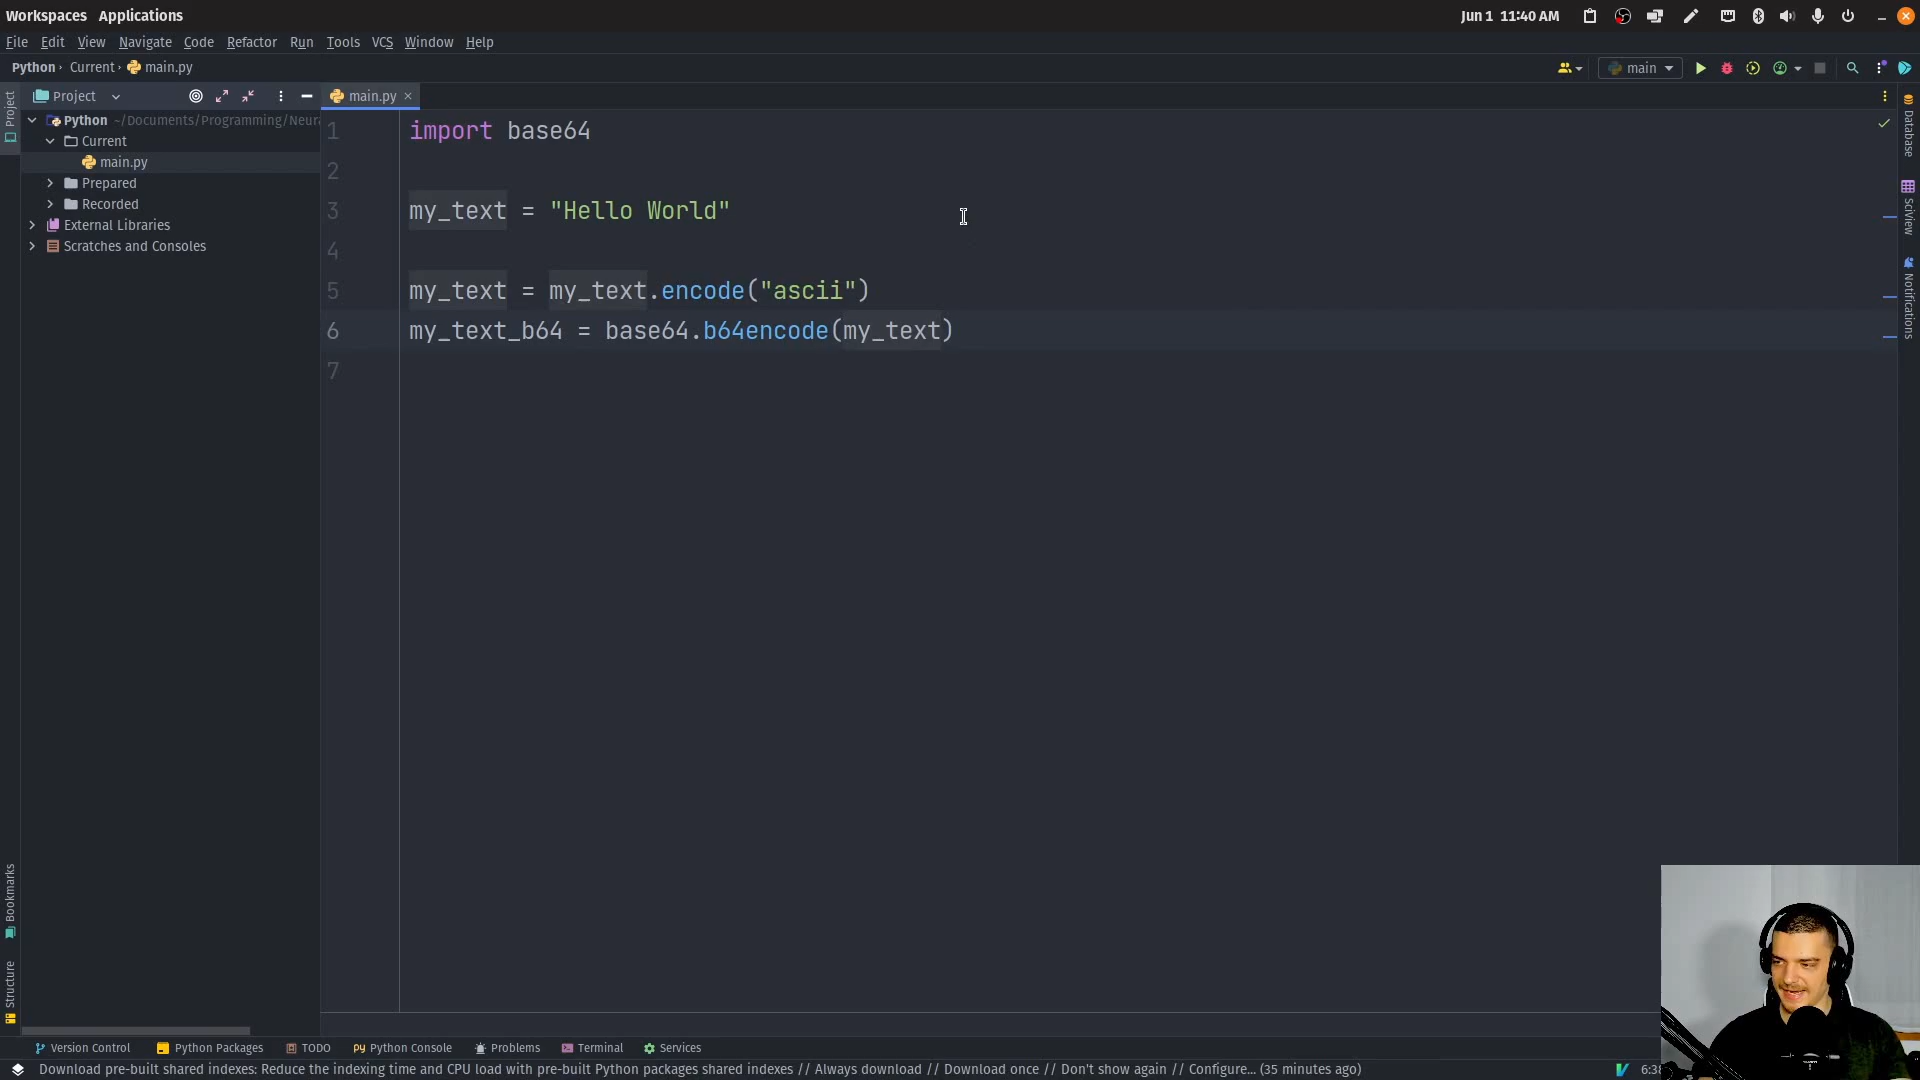 Workspaces Applications Jun 1 11:40 AM
File Edit View Navigate Code Refactor Run Tools VCS Window Help
Python › Current › main.py main
Project main.py
Project
Python ~/Documents/Programming/Neura
Current
main.py
Prepared
Recorded
External Libraries
Scratches and Consoles
1 import base64
2
3 my_text = "Hello World"
4
5 my_text = my_text.encode("ascii")
6 my_text_b64 = base64.b64encode(my_text)
7
Database
SciView
Notifications
Bookmarks
Structure
Version Control Python Packages TODO Python Console Problems Terminal Services
Download pre-built shared indexes: Reduce the indexing time and CPU load with pre-built Python packages shared indexes // Always download // Download once // Don't show again // Configure... (35 minutes ago)